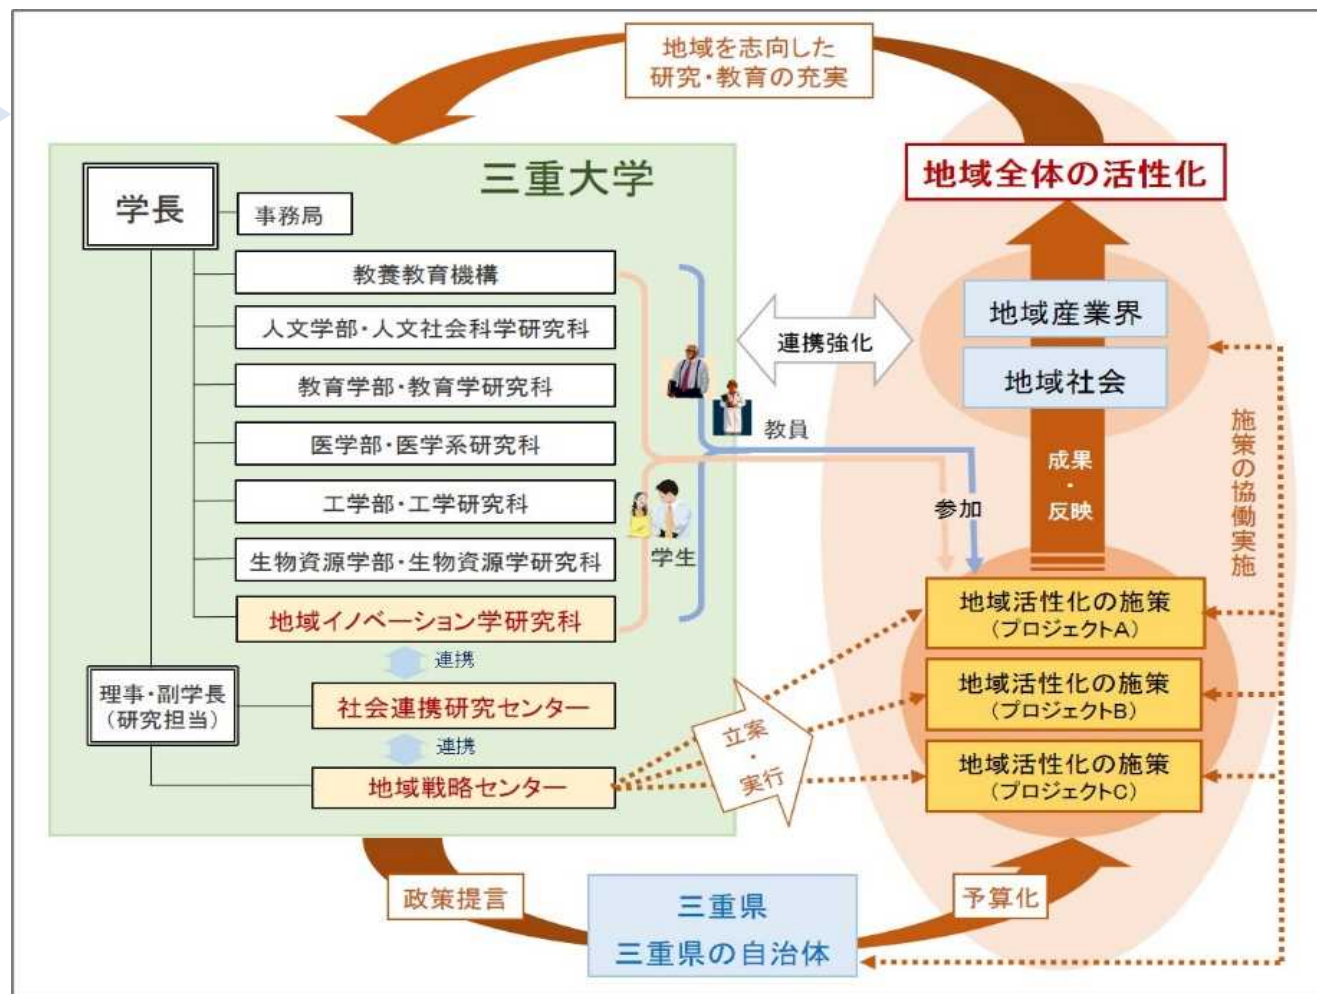 地域を志向した
研究・教育の充実
三重大学
学長
事務局
教養教育機構
人文学部・人文社会科学研究科
教育学部・教育学研究科
医学部・医学系研究科
工学部・工学研究科
生物資源学部・生物資源学研究科
地域イノベーション学研究科
連携
理事・副学長
（研究担当）
社会連携研究センター
連携
地域戦略センター
教員
学生
連携強化
地域全体の活性化
地域産業界
地域社会
成果
・
反映
参加
施策の協働実施
地域活性化の施策
（プロジェクトA）
地域活性化の施策
（プロジェクトB）
地域活性化の施策
（プロジェクトC）
立案
・
実行
政策提言
三重県
三重県の自治体
予算化